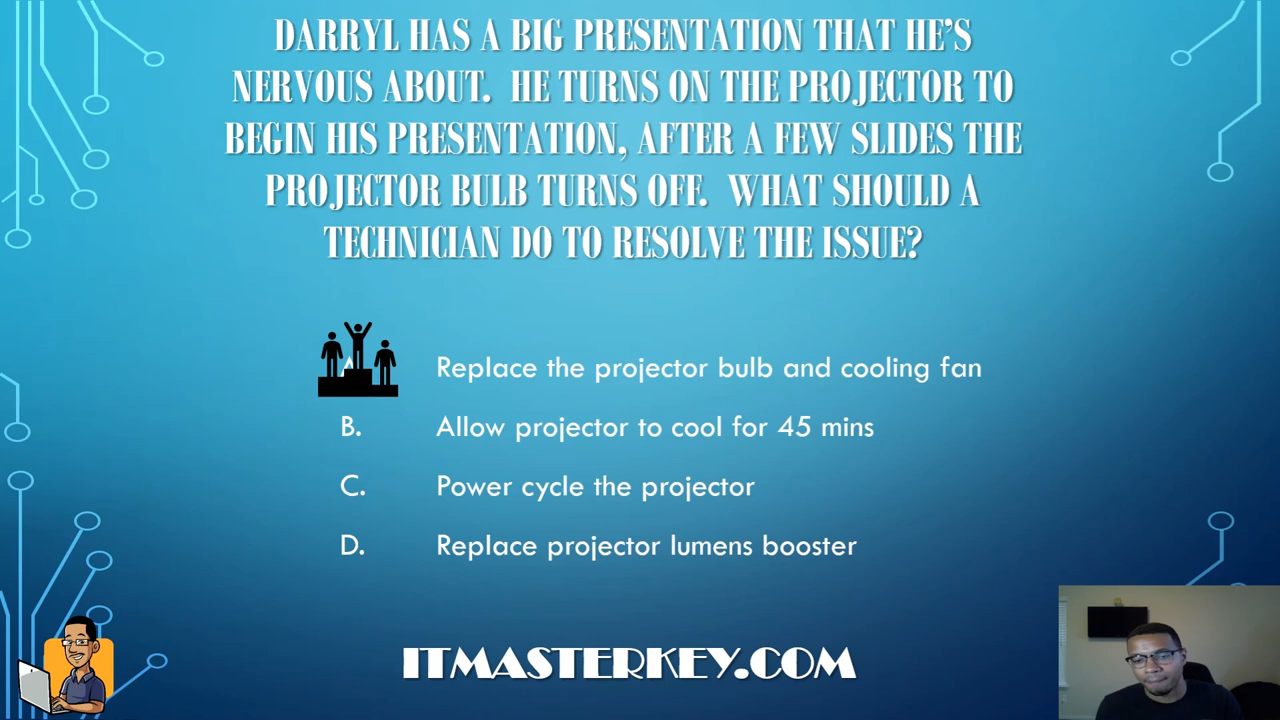 DARRYL HAS A BIG PRESENTATION THAT HE'S
NERVOUS ABOUT. HE TURNS ON THE PROJECTOR TO
BEGIN HIS PRESENTATION, AFTER A FEW SLIDES THE
PROJECTOR BULB TURNS OFF. WHAT SHOULD A
TECHNICIAN DO TO RESOLVE THE ISSUE?
A. Replace the projector bulb and cooling fan
B. Allow projector to cool for 45 mins
C. Power cycle the projector
D. Replace projector lumens booster
ITMASTERKEY.COM